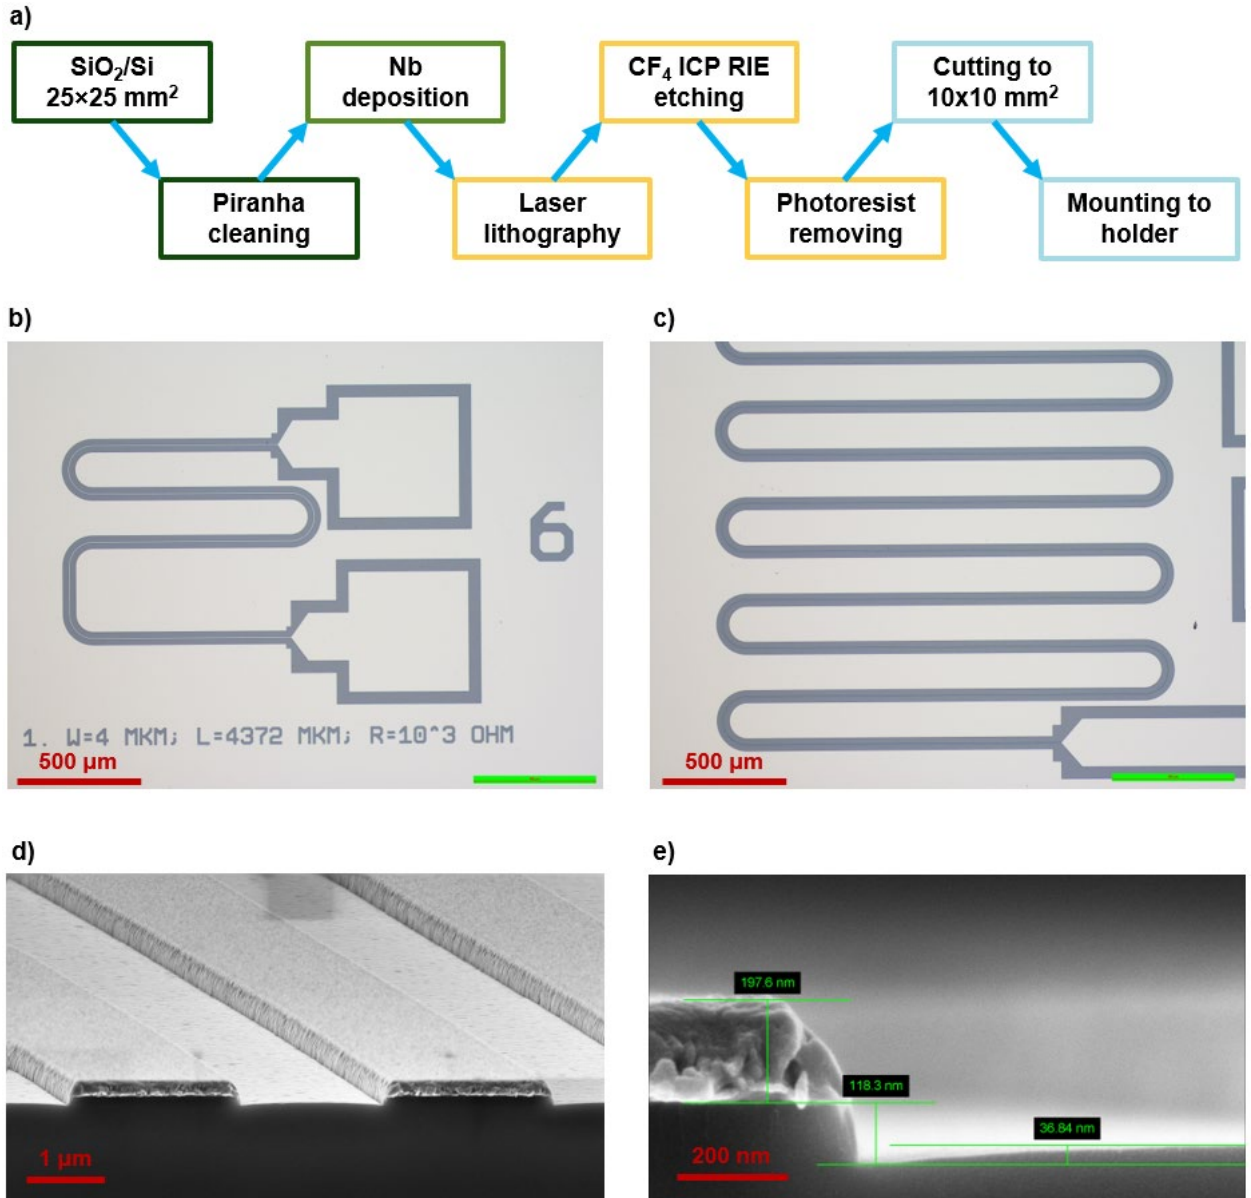 a)
SiO₂/Si
25×25 mm²
Nb
deposition
CF₄ ICP RIE
etching
Cutting to
10x10 mm²
Piranha
cleaning
Laser
lithography
Photoresist
removing
Mounting to
holder
b)
c)
6
1. W=4 MKM; L=4372 MKM; R=10^3 OHM
500 µm
500 µm
d)
e)
197.6 nm
118.3 nm
36.84 nm
1 µm
200 nm